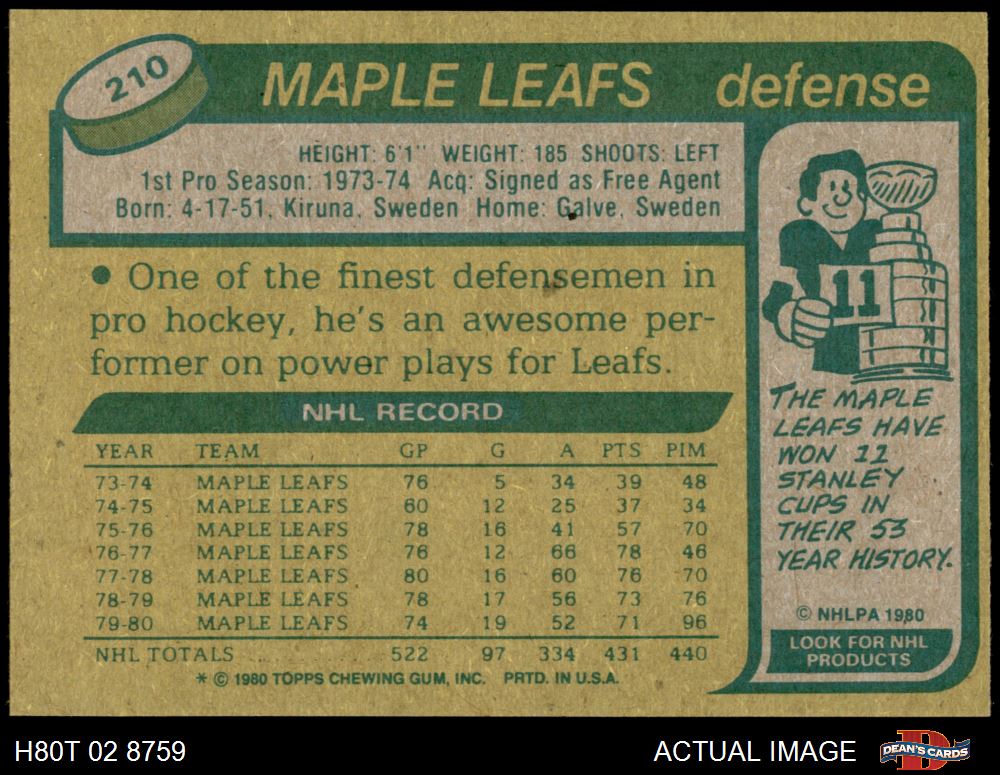 210
MAPLE LEAFS defense
HEIGHT: 6'1" WEIGHT: 185 SHOOTS: LEFT
1st Pro Season: 1973-74 Acq: Signed as Free Agent
Born: 4-17-51, Kiruna, Sweden Home: Galve, Sweden
• One of the finest defensemen in
pro hockey, he's an awesome per-
former on power plays for Leafs.
NHL RECORD
YEAR TEAM GP G A PTS PIM
73-74 MAPLE LEAFS 76 5 34 39 48
74-75 MAPLE LEAFS 60 12 25 37 34
75-76 MAPLE LEAFS 78 16 41 57 70
76-77 MAPLE LEAFS 76 12 66 78 46
77-78 MAPLE LEAFS 80 16 60 76 70
78-79 MAPLE LEAFS 78 17 56 73 76
79-80 MAPLE LEAFS 74 19 52 71 96
NHL TOTALS 522 97 334 431 440
* © 1980 TOPPS CHEWING GUM, INC. PRTD. IN U.S.A.
11
THE MAPLE
LEAFS HAVE
WON 11
STANLEY
CUPS IN
THEIR 53
YEAR HISTORY.
© NHLPA 1980
LOOK FOR NHL
PRODUCTS
H80T 02 8759
ACTUAL IMAGE
D
DEAN'S CARDS